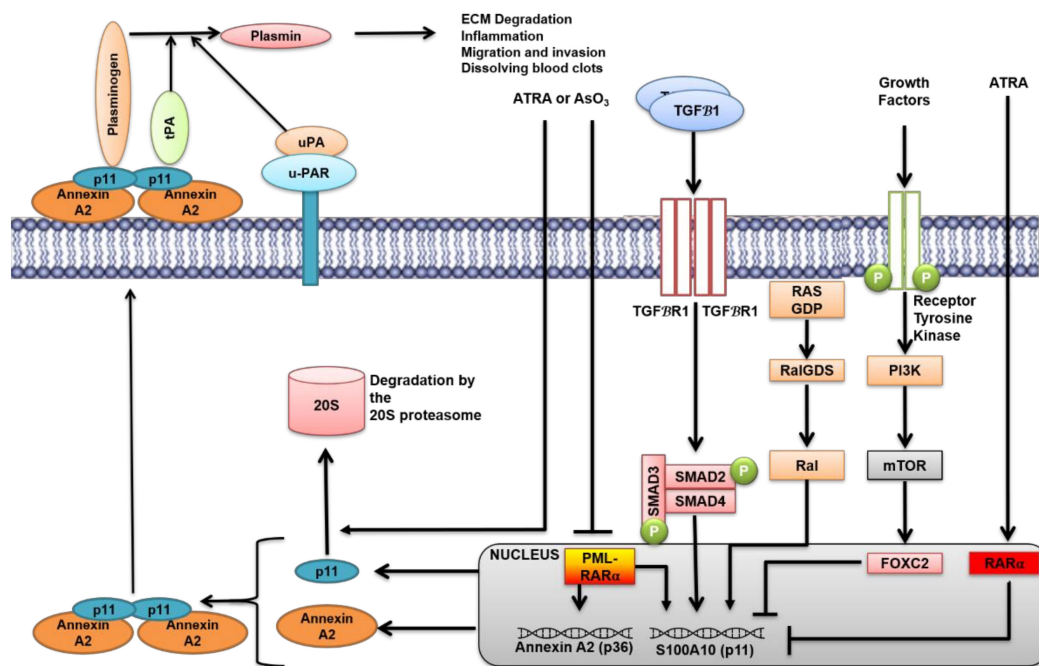 ECM Degradation
Inflammation
Migration and invasion
Dissolving blood clots
Plasmin
Plasminogen
tPA
uPA
u-PAR
p11
p11
Annexin
A2
Annexin
A2
ATRA or AsO₃
TGFℬ1
Growth
Factors
ATRA
TGFℬR1
TGFℬR1
P
P
Receptor
Tyrosine
Kinase
RAS
GDP
RalGDS
Ral
PI3K
mTOR
20S
Degradation by
the
20S proteasome
SMAD3
SMAD2
SMAD4
P
P
NUCLEUS
PML-
RARα
FOXC2
RARα
Annexin A2 (p36)
S100A10 (p11)
p11
Annexin
A2
p11
p11
Annexin
A2
Annexin
A2